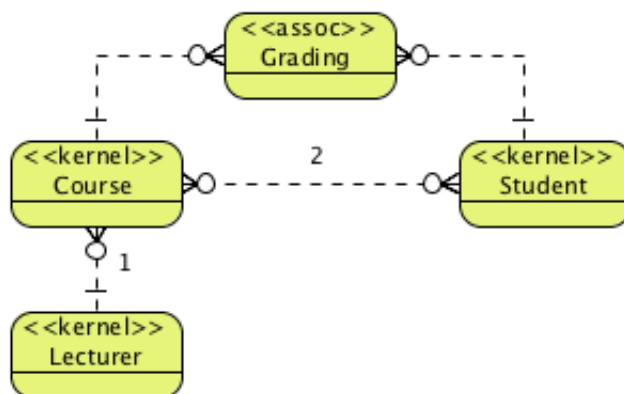 <<assoc>>
Grading
<<kernel>>
Course
2
<<kernel>>
Student
1
<<kernel>>
Lecturer